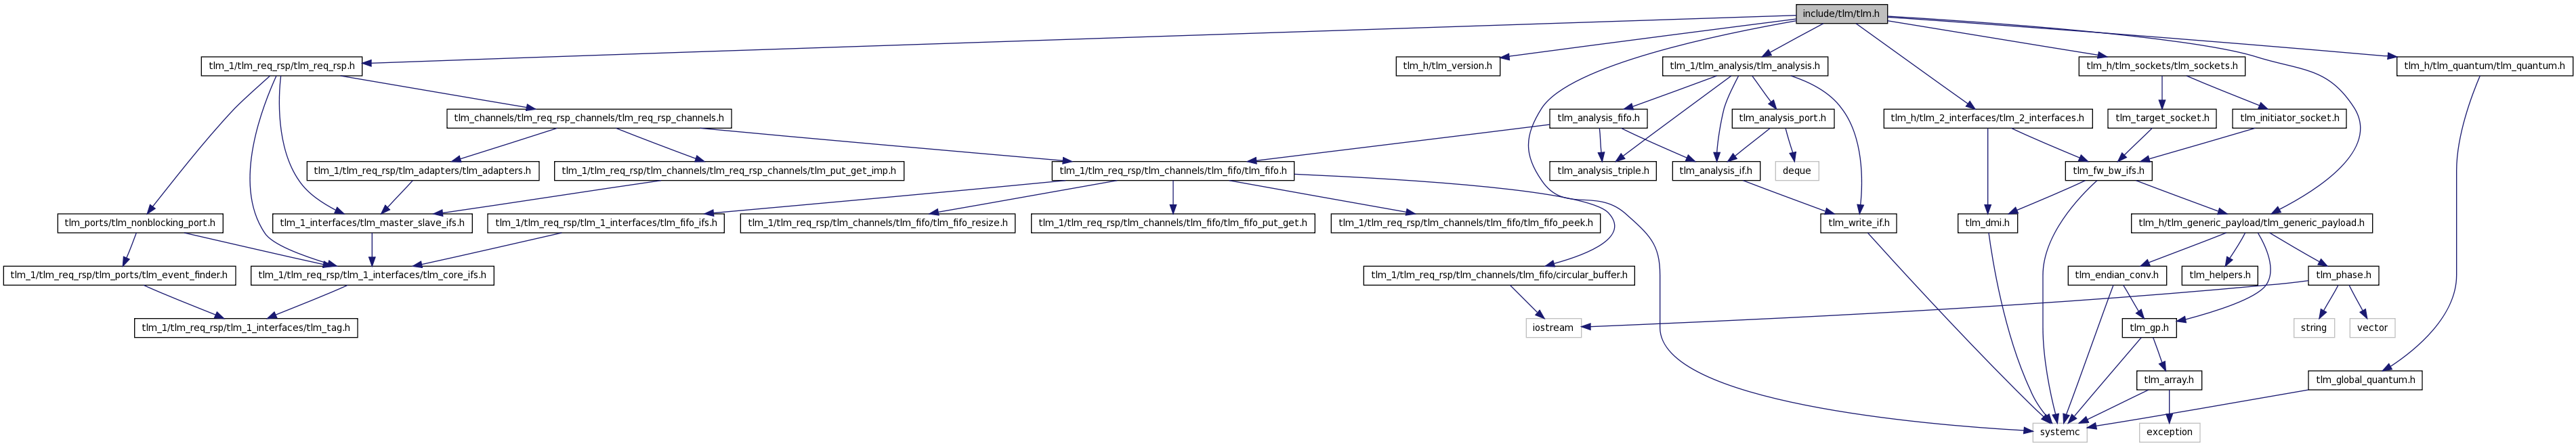 include/tlm/tlm.h
tlm_1/tlm_req_rsp/tlm_req_rsp.h
tlm_h/tlm_version.h
tlm_1/tlm_analysis/tlm_analysis.h
tlm_h/tlm_sockets/tlm_sockets.h
tlm_h/tlm_quantum/tlm_quantum.h
tlm_channels/tlm_req_rsp_channels/tlm_req_rsp_channels.h
tlm_analysis_fifo.h
tlm_analysis_port.h
tlm_h/tlm_2_interfaces/tlm_2_interfaces.h
tlm_target_socket.h
tlm_initiator_socket.h
tlm_1/tlm_req_rsp/tlm_adapters/tlm_adapters.h
tlm_1/tlm_req_rsp/tlm_channels/tlm_req_rsp_channels/tlm_put_get_imp.h
tlm_1/tlm_req_rsp/tlm_channels/tlm_fifo/tlm_fifo.h
tlm_analysis_triple.h
tlm_analysis_if.h
deque
tlm_fw_bw_ifs.h
tlm_ports/tlm_nonblocking_port.h
tlm_1_interfaces/tlm_master_slave_ifs.h
tlm_1/tlm_req_rsp/tlm_1_interfaces/tlm_fifo_ifs.h
tlm_1/tlm_req_rsp/tlm_channels/tlm_fifo/tlm_fifo_resize.h
tlm_1/tlm_req_rsp/tlm_channels/tlm_fifo/tlm_fifo_put_get.h
tlm_1/tlm_req_rsp/tlm_channels/tlm_fifo/tlm_fifo_peek.h
tlm_write_if.h
tlm_dmi.h
tlm_h/tlm_generic_payload/tlm_generic_payload.h
tlm_1/tlm_req_rsp/tlm_ports/tlm_event_finder.h
tlm_1/tlm_req_rsp/tlm_1_interfaces/tlm_core_ifs.h
tlm_1/tlm_req_rsp/tlm_channels/tlm_fifo/circular_buffer.h
tlm_endian_conv.h
tlm_helpers.h
tlm_phase.h
tlm_1/tlm_req_rsp/tlm_1_interfaces/tlm_tag.h
iostream
tlm_gp.h
string
vector
tlm_array.h
tlm_global_quantum.h
systemc
exception